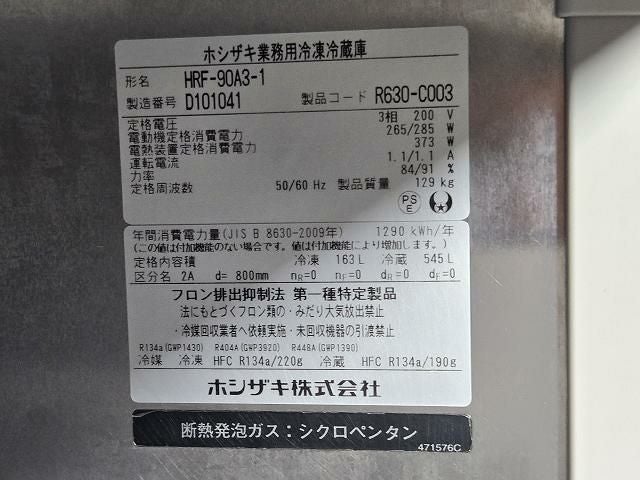 ホシザキ業務用冷凍冷蔵庫
形名 HRF-90A3-1
製造番号 D101041 製品コード R630-C003
定格電圧 3相 200 V
電動機定格消費電力 265/285 W
電熱装置定格消費電力 373 W
運転電流 1.1/1.1 A
力率 84/91 %
定格周波数 50/60 Hz 製品質量 129 kg
PS E
年間消費電力量(JIS B 8630-2009年) 1290 kWh/年
(この値は付加機能のない場合です。値は付加機能により増加します。)
定格内容積 冷凍 163L 冷蔵 545L
区分名 2A d= 800mm nR=0 nF=0 dR=0 dF=0
フロン排出抑制法 第一種特定製品
法にもとづくフロン類の・みだり大気放出禁止
・冷媒回収業者へ依頼実施・未回収機器の引渡禁止
R134a(GWP1430) R404A(GWP3920) R448A(GWP1390)
冷媒 冷凍 HFC R134a/220g 冷蔵 HFC R134a/190g
ホシザキ株式会社
断熱発泡ガス：シクロペンタン
471576C